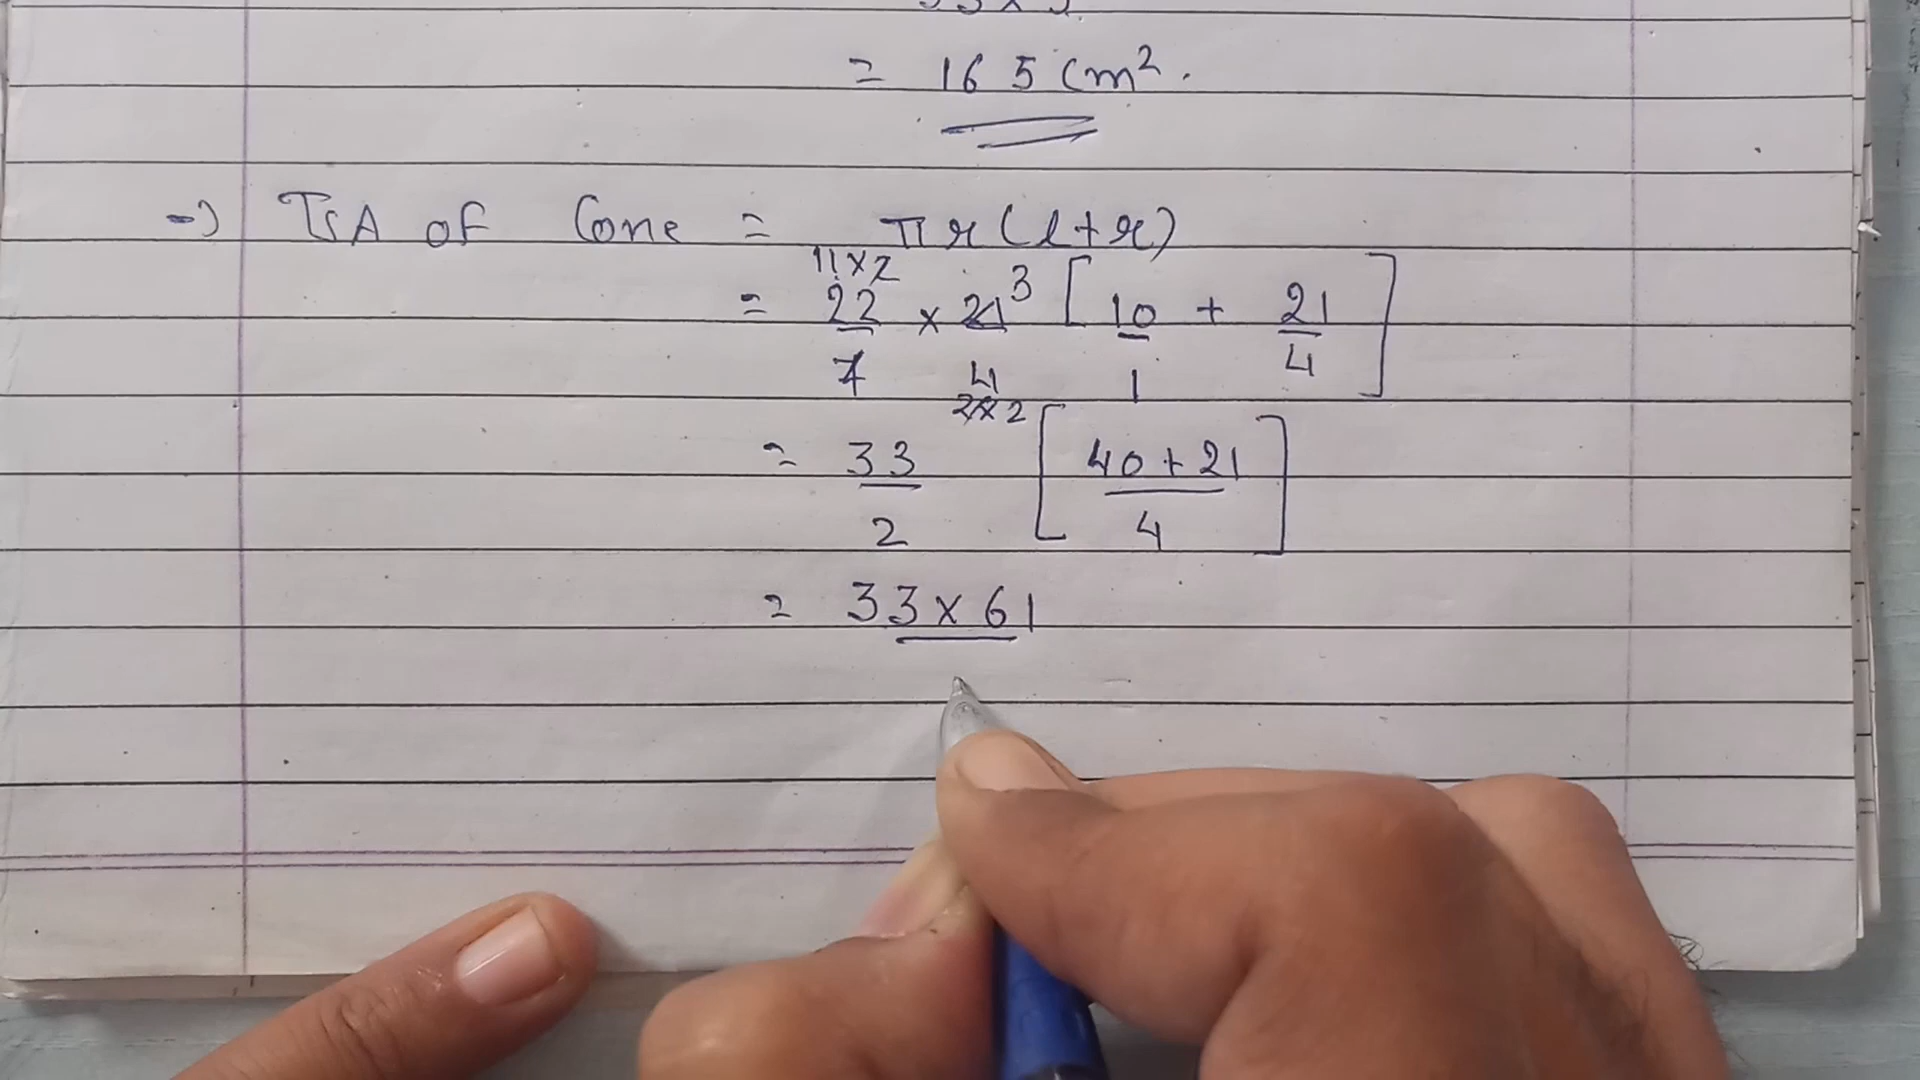 = 165 cm².
→ TSA OF Cone = πr(l+r)
11×2
= 22/7 × 21/4 3 [10/1 + 21/4]
2×2
= 33/2 [40+21/4]
= 33×61